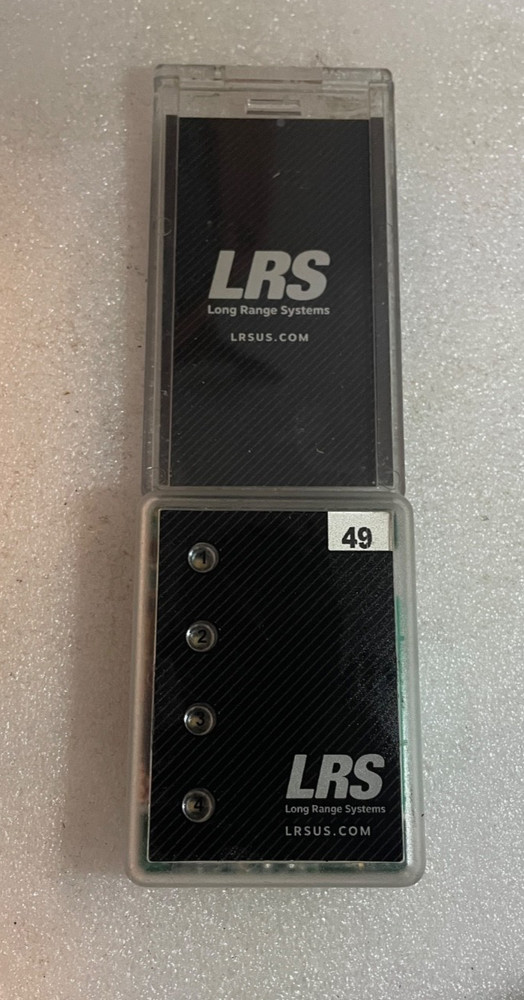 LRS
Long Range Systems
LRSUS.COM
49
1
2
3
4
LRS
Long Range Systems
LRSUS.COM